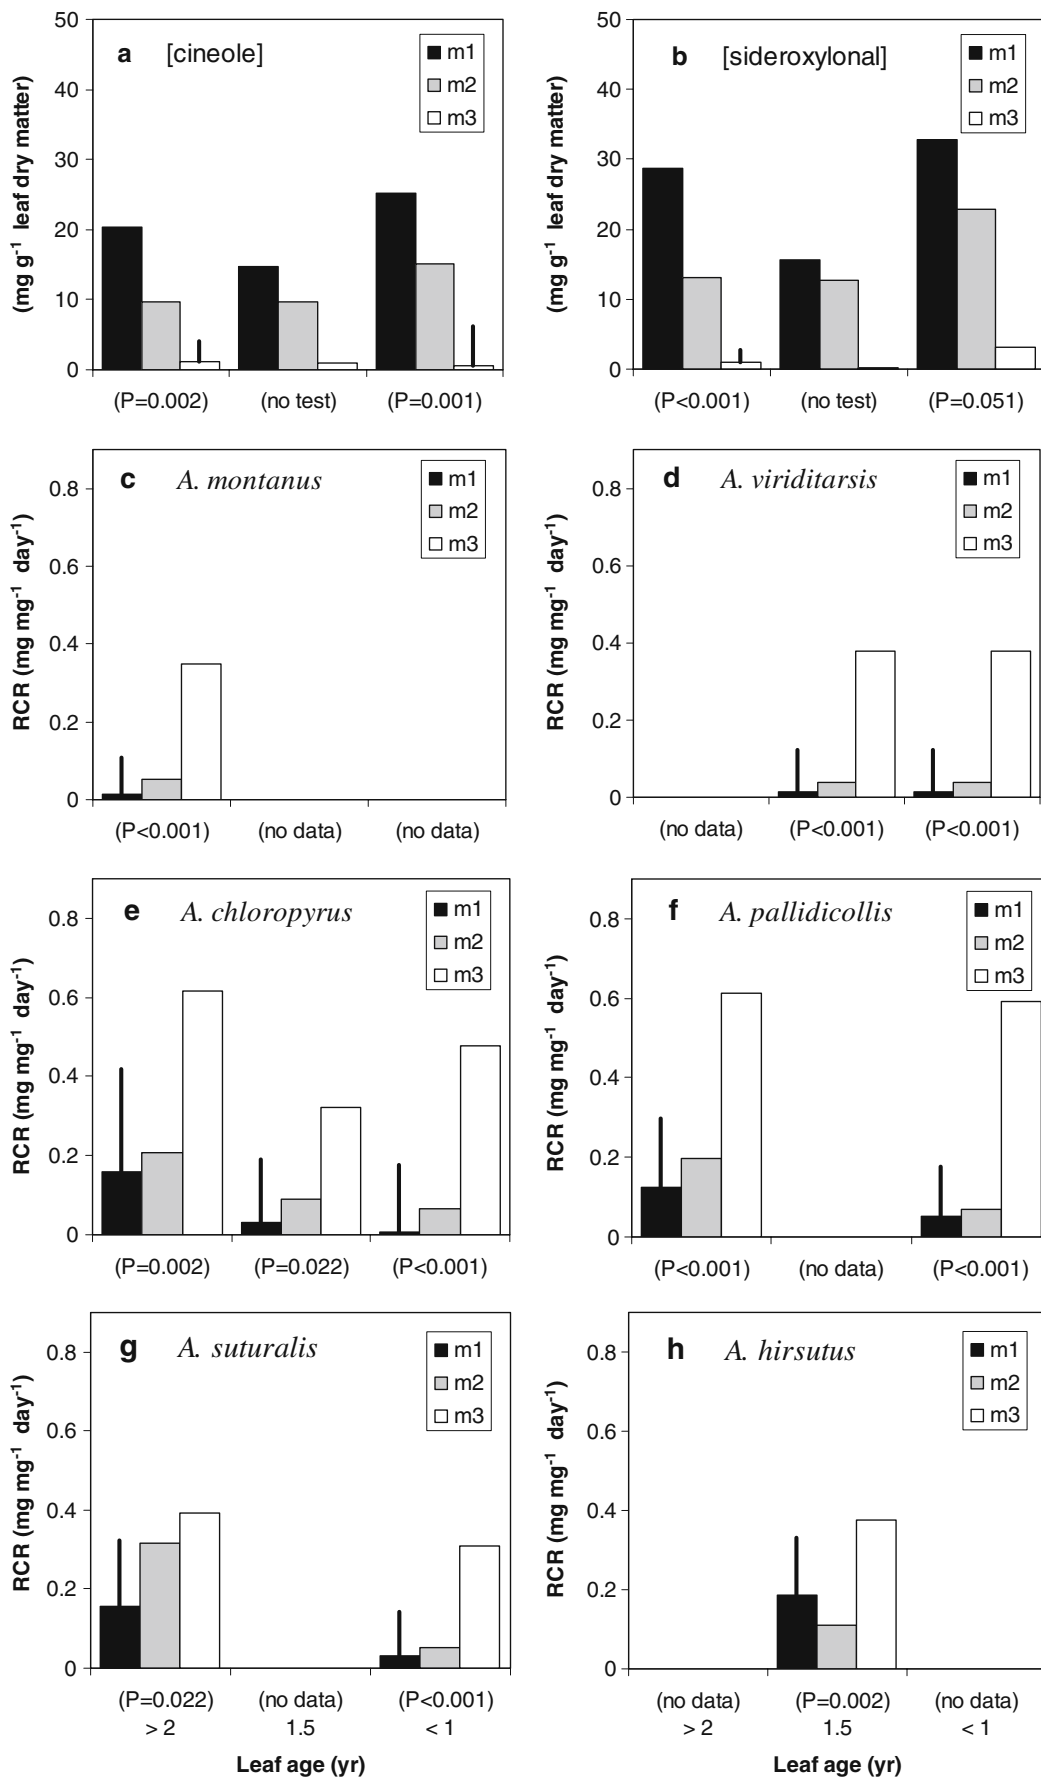 a [cineole]
m1
m2
m3
50
40
30
20
10
0
(mg g⁻¹ leaf dry matter)
(P=0.002) (no test) (P=0.001)
b [sideroxylonal]
m1
m2
m3
50
40
30
20
10
0
(mg g⁻¹ leaf dry matter)
(P<0.001) (no test) (P=0.051)
c A. montanus
m1
m2
m3
0.8
0.6
0.4
0.2
0
RCR (mg mg⁻¹ day⁻¹)
(P<0.001) (no data) (no data)
d A. viriditarsis
m1
m2
m3
0.8
0.6
0.4
0.2
0
RCR (mg mg⁻¹ day⁻¹)
(no data) (P<0.001) (P<0.001)
e A. chloropyrus
m1
m2
m3
0.8
0.6
0.4
0.2
0
RCR (mg mg⁻¹ day⁻¹)
(P=0.002) (P=0.022) (P<0.001)
f A. pallidicollis
m1
m2
m3
0.8
0.6
0.4
0.2
0
RCR (mg mg⁻¹ day⁻¹)
(P<0.001) (no data) (P<0.001)
g A. suturalis
m1
m2
m3
0.8
0.6
0.4
0.2
0
RCR (mg mg⁻¹ day⁻¹)
(P=0.022) (no data) (P<0.001)
> 2 1.5 < 1
Leaf age (yr)
h A. hirsutus
m1
m2
m3
0.8
0.6
0.4
0.2
0
RCR (mg mg⁻¹ day⁻¹)
(no data) (P=0.002) (no data)
> 2 1.5 < 1
Leaf age (yr)